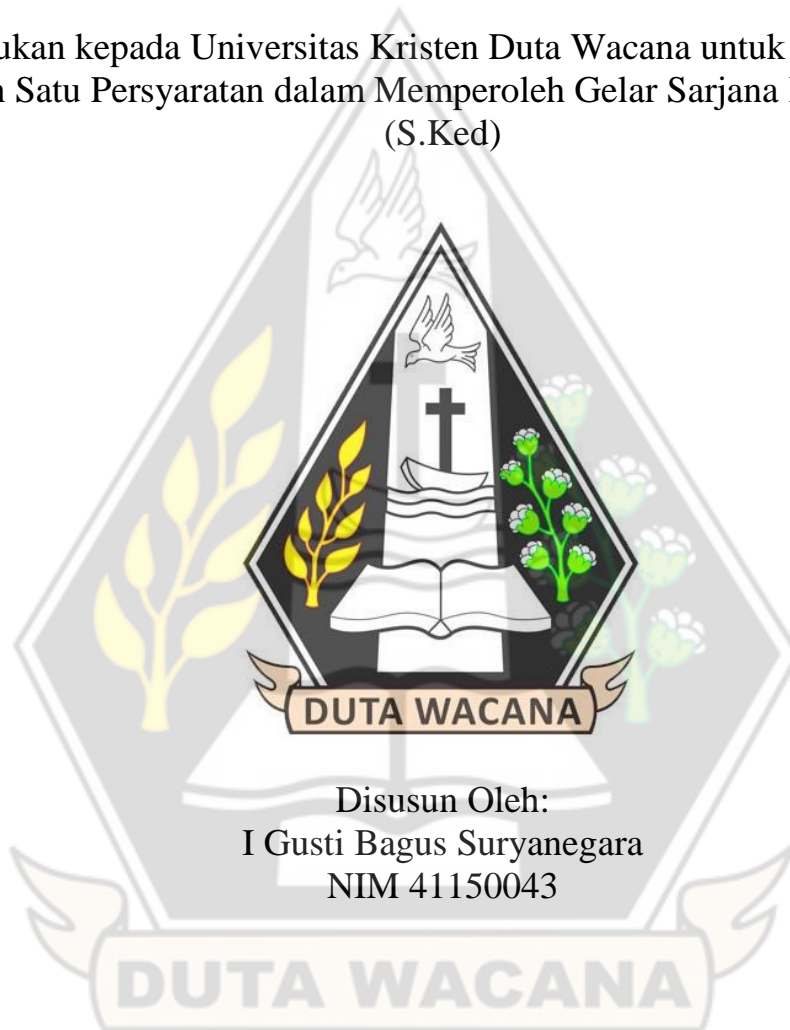 ukan kepada Universitas Kristen Duta Wacana untuk
Satu Persyaratan dalam Memperoleh Gelar Sarjana
(S.Ked)
DUTA WACANA
Disusun Oleh:
I Gusti Bagus Suryanegara
NIM 41150043
DUTA WACANA